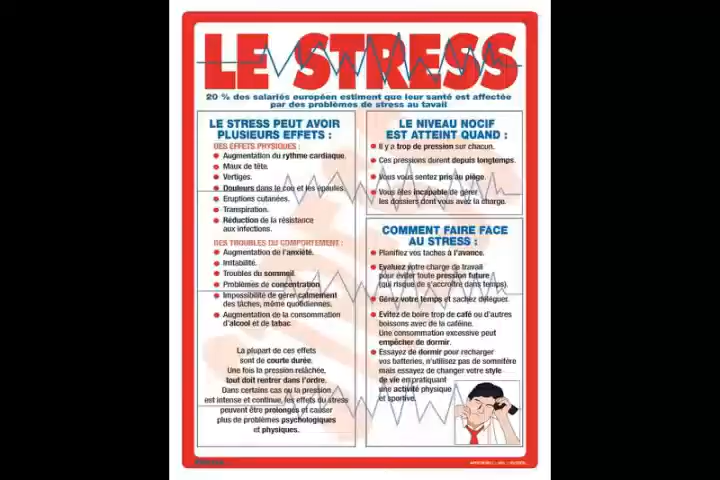 LE STRESS
20 % des salariés européen estiment que leur santé est affectée
par des problèmes de stress au tavail
LE STRESS PEUT AVOIR
PLUSIEURS EFFETS :
DES EFFETS PHYSIQUES :
Augmentation du rythme cardiaque.
Maux de tête.
Vertiges.
Douleurs dans le cou et les épaules.
Eruptions cutanées.
Transpiration.
Réduction de la résistance
aux infections.
DES TROUBLES DU COMPORTEMENT :
Augmentation de l'anxiété.
Irritabilité.
Troubles du sommeil.
Problèmes de concentration
Impossibilité de gérer calmement
des tâches, même quotidiennes.
Augmentation de la consommation
d'alcool et de tabac
La plupart de ces effets
sont de courte durée.
Une fois la pression relâchée,
tout doit rentrer dans l'ordre.
Dans certains cas ou la pression
est intense et continue, les effets du stress
peuvent être prolongés et causer
plus de problèmes psychologiques
et physiques.
LE NIVEAU NOCIF
EST ATTEINT QUAND :
Il y a trop de pression sur chacun.
Ces pressions durent depuis longtemps.
Vous vous sentez pris au piège.
Vous êtes incapable de gérer
les dossiers dont vous avez la charge.
COMMENT FAIRE FACE
AU STRESS :
Planifiez vos taches à l'avance.
Evaluez votre charge de travail
pour éviter toute pression future
(qui risque de s'accroître dans temps).
Gérez votre temps et sachez déléguer.
Evitez de boire trop de café ou d'autres
boissons avec de la caféine.
Une consommation excessive peut
empêcher de dormir.
Essayez de dormir pour recharger
vos batteries, n'utilisez pas de somnifère
mais essayez de changer votre style
de vie en pratiquant
une activité physique
et sportive.